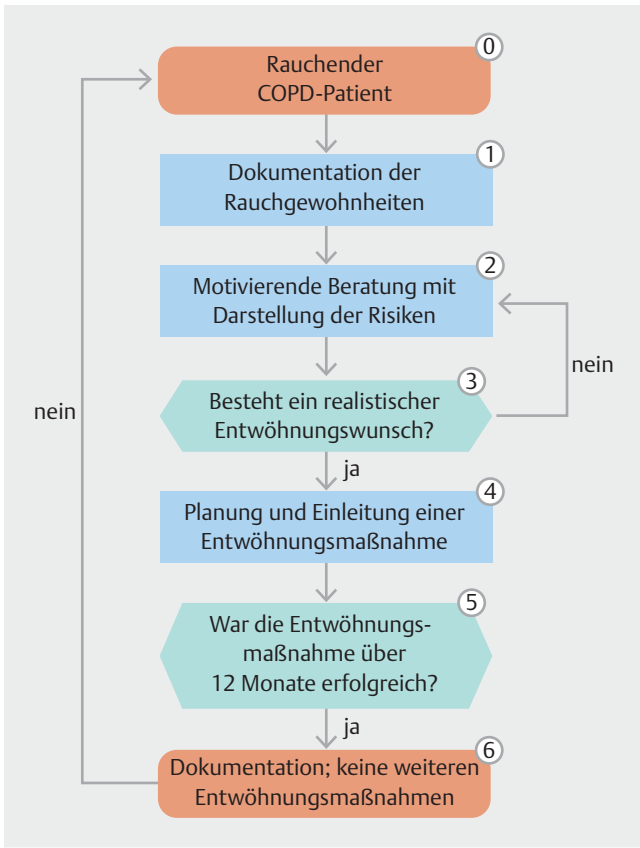 0
Rauchender
COPD-Patient
1
Dokumentation der
Rauchgewohnheiten
2
Motivierende Beratung mit
Darstellung der Risiken
nein
3
Besteht ein realistischer
Entwöhnungswunsch?
nein
ja
4
Planung und Einleitung einer
Entwöhnungsmaßnahme
5
War die Entwöhnungs-
maßnahme über
12 Monate erfolgreich?
ja
6
Dokumentation; keine weiteren
Entwöhnungsmaßnahmen